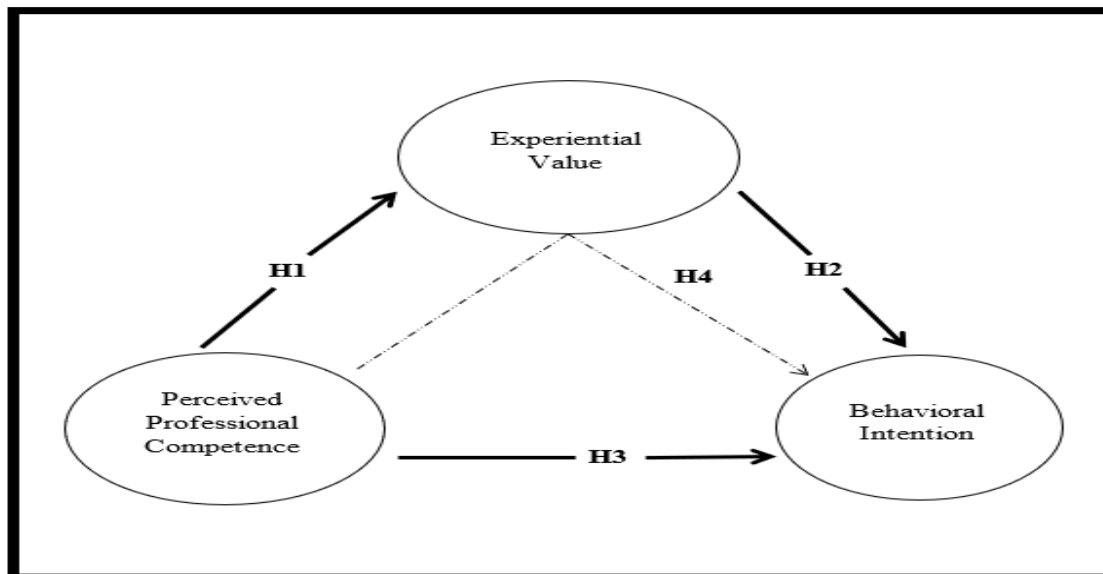 Experiential
Value
H1
H4
H2
Perceived
Professional
Competence
Behavioral
Intention
H3